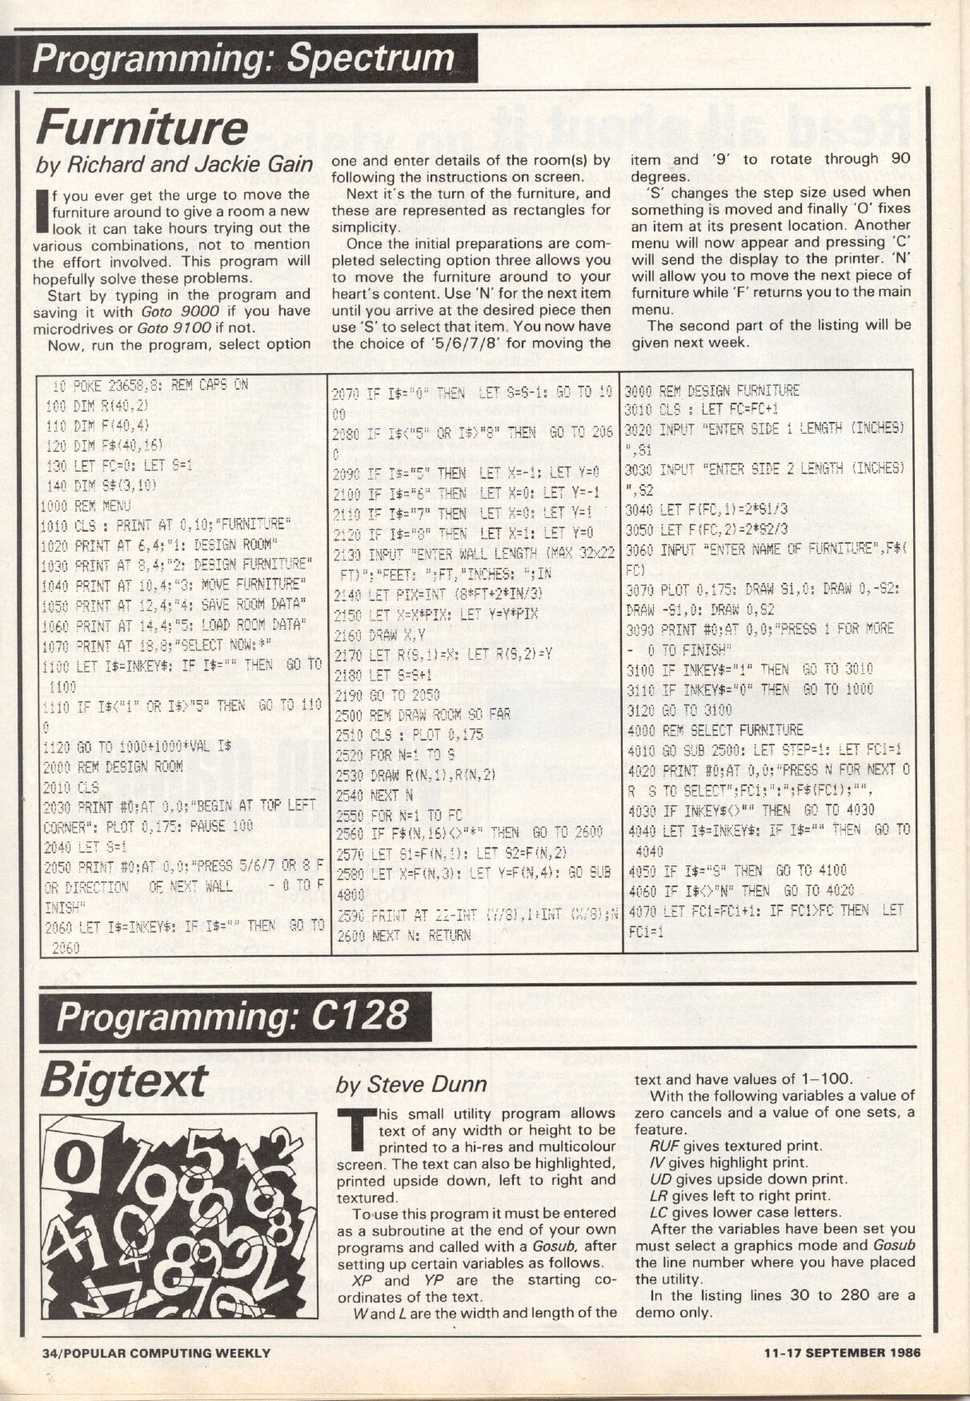 Programming: Spectrum
Furniture
by Richard and Jackie Gain
If you ever get the urge to move the
furniture around to give a room a new
look it can take hours trying out the
various combinations, not to mention
the effort involved. This program will
hopefully solve these problems.
Start by typing in the program and
saving it with Goto 9000 if you have
microdrives or Goto 9100 if not.
Now, run the program, select option
one and enter details of the room(s) by
following the instructions on screen.
Next it's the turn of the furniture, and
these are represented as rectangles for
simplicity.
Once the initial preparations are com-
pleted selecting option three allows you
to move the furniture around to your
heart's content. Use 'N' for the next item
until you arrive at the desired piece then
use 'S' to select that item. You now have
the choice of '5/6/7/8' for moving the
item and '9' to rotate through 90
degrees.
'S' changes the step size used when
something is moved and finally 'O' fixes
an item at its present location. Another
menu will now appear and pressing 'C'
will send the display to the printer. 'N'
will allow you to move the next piece of
furniture while 'F' returns you to the main
menu.
The second part of the listing will be
given next week.
10 POKE 23658,8: REM CAPS ON
100 DIM R(40,2)
110 DIM F(40,4)
120 DIM F$(40,16)
130 LET FC=0: LET S=1
140 DIM S$(3,10)
1000 REM MENU
1010 CLS : PRINT AT 0,10;"FURNITURE"
1020 PRINT AT 6,4;"1: DESIGN ROOM"
1030 PRINT AT 8,4;"2: DESIGN FURNITURE"
1040 PRINT AT 10,4;"3: MOVE FURNITURE"
1050 PRINT AT 12,4;"4: SAVE ROOM DATA"
1060 PRINT AT 14,4;"5: LOAD ROOM DATA"
1070 PRINT AT 18,8;"SELECT NOW:*"
1100 LET I$=INKEY$: IF I$="" THEN GO TO
1100
1110 IF I$<"1" OR I$>"5" THEN GO TO 110
0
1120 GO TO 1000+1000*VAL I$
2000 REM DESIGN ROOM
2010 CLS
2030 PRINT #0;AT 0,0;"BEGIN AT TOP LEFT
CORNER": PLOT 0,175: PAUSE 100
2040 LET S=1
2050 PRINT #0;AT 0,0;"PRESS 5/6/7 OR 8 F
OR DIRECTION OF NEXT WALL - 0 TO F
INISH"
2060 LET I$=INKEY$: IF I$="" THEN GO TO
2060
2070 IF I$="0" THEN LET S=S-1: GO TO 10
00
2080 IF I$<"5" OR I$>"8" THEN GO TO 206
0
2090 IF I$="5" THEN LET X=-1: LET Y=0
2100 IF I$="6" THEN LET X=0: LET Y=-1
2110 IF I$="7" THEN LET X=0: LET Y=1
2120 IF I$="8" THEN LET X=1: LET Y=0
2130 INPUT "ENTER WALL LENGTH (MAX 32x22
FT)";"FEET: ";FT,"INCHES: ";IN
2140 LET PIX=INT (8*FT+2*IN/3)
2150 LET X=X*PIX: LET Y=Y*PIX
2160 DRAW X,Y
2170 LET R(S,1)=X: LET R(S,2)=Y
2180 LET S=S+1
2190 GO TO 2050
2500 REM DRAW ROOM SO FAR
2510 CLS : PLOT 0,175
2520 FOR N=1 TO S
2530 DRAW R(N,1),R(N,2)
2540 NEXT N
2550 FOR N=1 TO FC
2560 IF F$(N,16)<>"*" THEN GO TO 2600
2570 LET S1=F(N,1): LET S2=F(N,2)
2580 LET X=F(N,3): LET Y=F(N,4): GO SUB
4800
2590 PRINT AT 22-INT (Y/8),1+INT (X/8);N
2600 NEXT N: RETURN
3000 REM DESIGN FURNITURE
3010 CLS : LET FC=FC+1
3020 INPUT "ENTER SIDE 1 LENGTH (INCHES)
",S1
3030 INPUT "ENTER SIDE 2 LENGTH (INCHES)
",S2
3040 LET F(FC,1)=2*S1/3
3050 LET F(FC,2)=2*S2/3
3060 INPUT "ENTER NAME OF FURNITURE",F$(
FC)
3070 PLOT 0,175: DRAW S1,0: DRAW 0,-S2:
DRAW -S1,0: DRAW 0,S2
3090 PRINT #0;AT 0,0;"PRESS 1 FOR MORE
- 0 TO FINISH"
3100 IF INKEY$="1" THEN GO TO 3010
3110 IF INKEY$="0" THEN GO TO 1000
3120 GO TO 3100
4000 REM SELECT FURNITURE
4010 GO SUB 2500: LET STEP=1: LET FC1=1
4020 PRINT #0;AT 0,0;"PRESS N FOR NEXT O
R S TO SELECT";FC1;":";F$(FC1);"",
4030 IF INKEY$<>"" THEN GO TO 4030
4040 LET I$=INKEY$: IF I$="" THEN GO TO
4040
4050 IF I$="S" THEN GO TO 4100
4060 IF I$<>"N" THEN GO TO 4020
4070 LET FC1=FC1+1: IF FC1>FC THEN LET
FC1=1
Programming: C128
Bigtext
by Steve Dunn
This small utility program allows
text of any width or height to be
printed to a hi-res and multicolour
screen. The text can also be highlighted,
printed upside down, left to right and
textured.
To use this program it must be entered
as a subroutine at the end of your own
programs and called with a Gosub, after
setting up certain variables as follows.
XP and YP are the starting co-
ordinates of the text.
W and L are the width and length of the
text and have values of 1–100.
With the following variables a value of
zero cancels and a value of one sets, a
feature.
RUF gives textured print.
IV gives highlight print.
UD gives upside down print.
LR gives left to right print.
LC gives lower case letters.
After the variables have been set you
must select a graphics mode and Gosub
the line number where you have placed
the utility.
In the listing lines 30 to 280 are a
demo only.
34/POPULAR COMPUTING WEEKLY
11-17 SEPTEMBER 1986